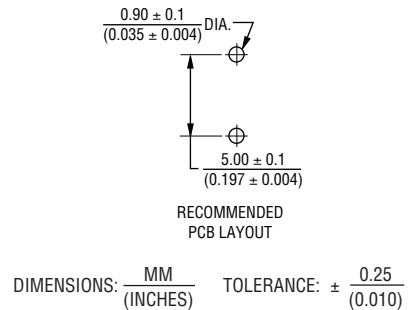 0.90 ± 0.1
(0.035 ± 0.004)
DIA.
5.00 ± 0.1
(0.197 ± 0.004)
RECOMMENDED
PCB LAYOUT
DIMENSIONS: MM
(INCHES)
TOLERANCE: ± 0.25
(0.010)